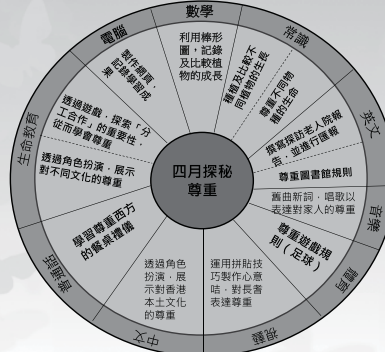 四月探秘
尊重
數學
利用棒形
圖，記錄
及比較植
物的成長
常識
種植及比較不
同植物的生長
尊重不同物
種的生命
英文
撰寫探訪老人院報
告，並進行匯報
尊重圖書館規則
音樂
舊曲新詞，唱歌以
表達對家人的尊重
體育
尊重遊戲規
則（足球）
視藝
運用拼貼技
巧製作心意
咭，對長者
表達尊重
中文
透過角色
扮演，展
示對香港
本土文化
的尊重
普通話
學習尊重西方
的餐桌禮儀
生命教育
透過遊戲，探索「分
工合作」的重要性，
從而學會尊重
透過角色扮演，展示
對不同文化的尊重
電腦
製作網頁，
記錄學習成
果